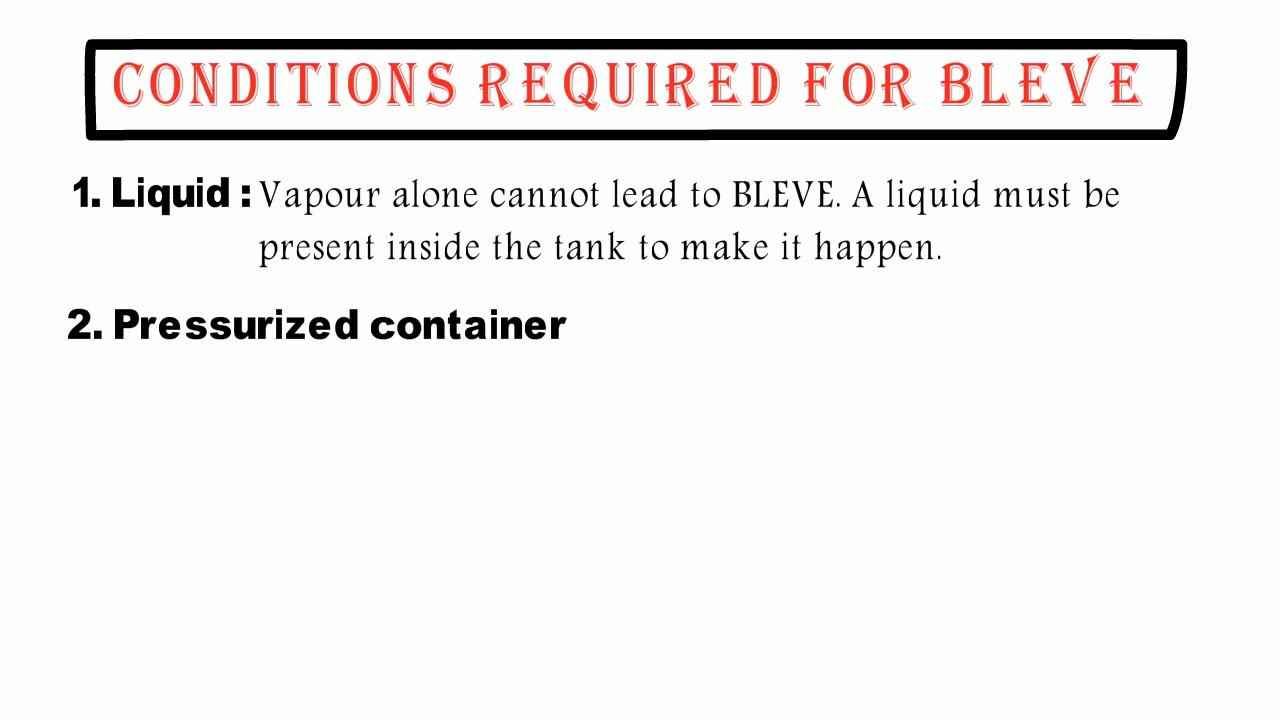 CONDITIONS REQUIRED FOR BLEVE
1. Liquid : Vapour alone cannot lead to BLEVE. A liquid must be
present inside the tank to make it happen.
2. Pressurized container